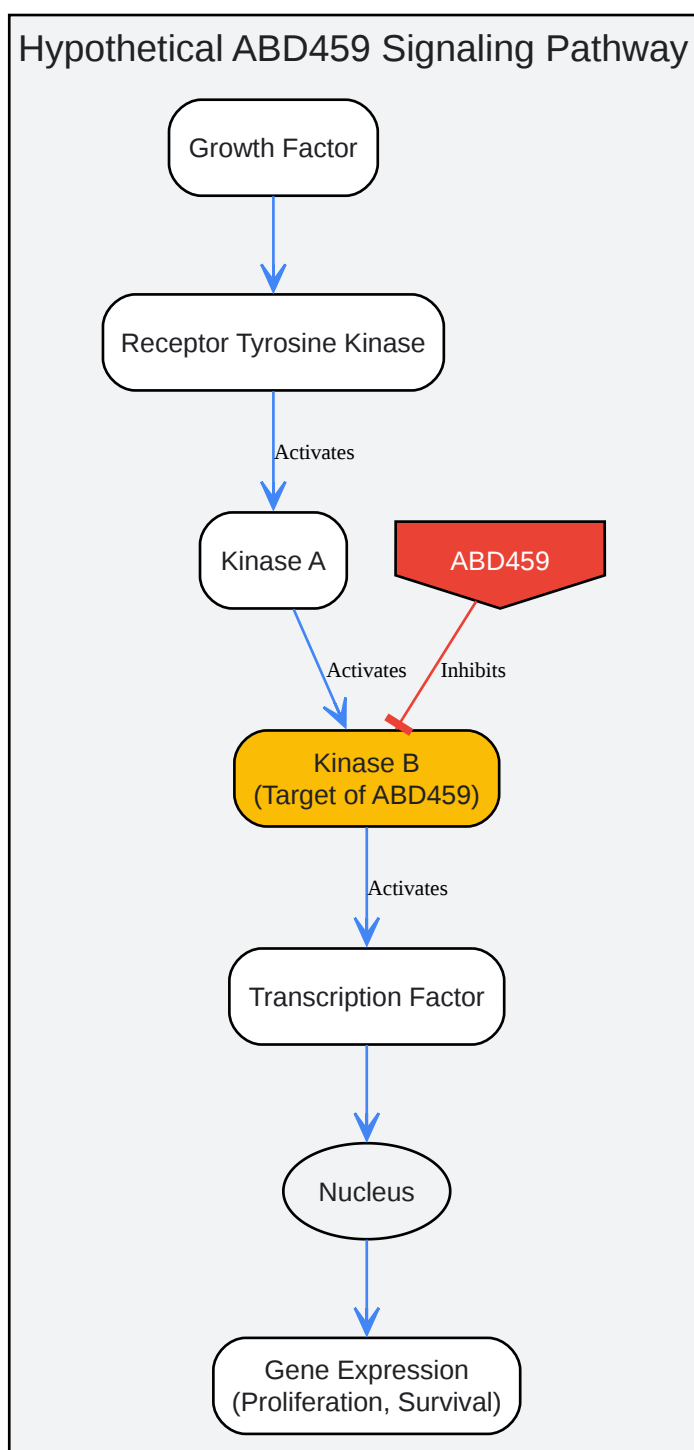 Hypothetical ABD459 Signaling Pathway
Growth Factor
Receptor Tyrosine Kinase
Activates
Kinase A
ABD459
Activates
Inhibits
Kinase B
(Target of ABD459)
Activates
Transcription Factor
Nucleus
Gene Expression
(Proliferation, Survival)